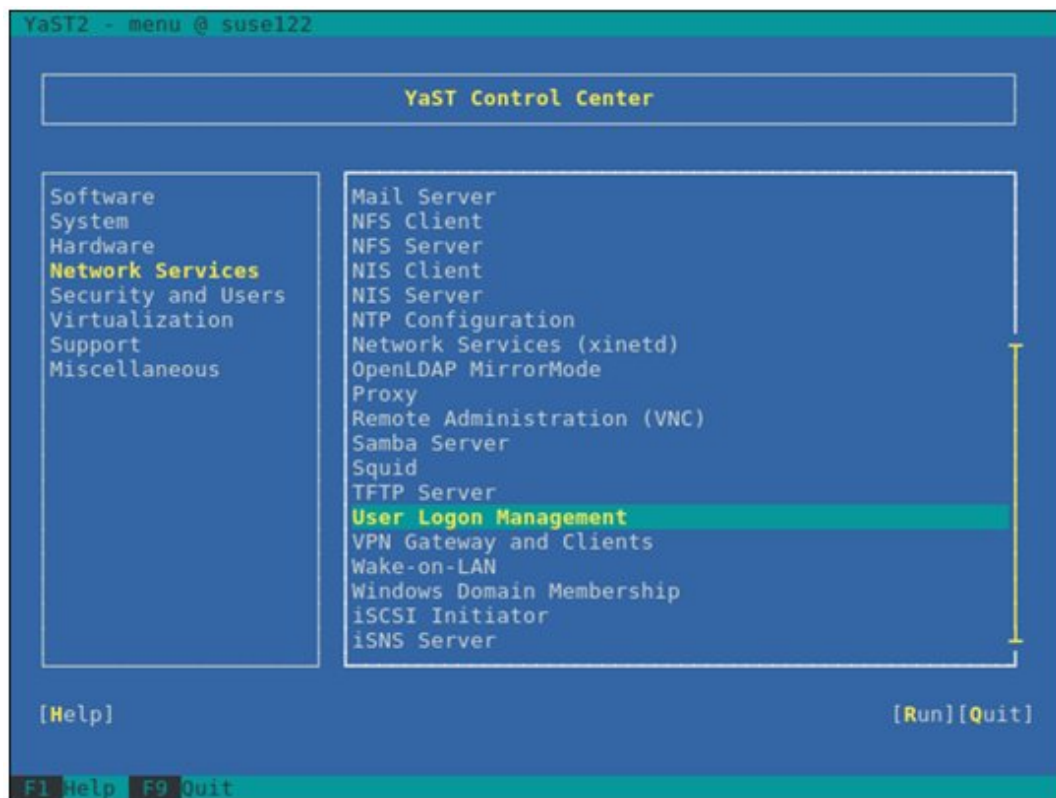 YaST2 - menu @ suse122
YaST Control Center
Software
System
Hardware
Network Services
Security and Users
Virtualization
Support
Miscellaneous
Mail Server
NFS Client
NFS Server
NIS Client
NIS Server
NTP Configuration
Network Services (xinetd)
OpenLDAP MirrorMode
Proxy
Remote Administration (VNC)
Samba Server
Squid
TFTP Server
User Logon Management
VPN Gateway and Clients
Wake-on-LAN
Windows Domain Membership
iSCSI Initiator
iSNS Server
[Help] [Run][Quit]
F1 Help F9 Quit